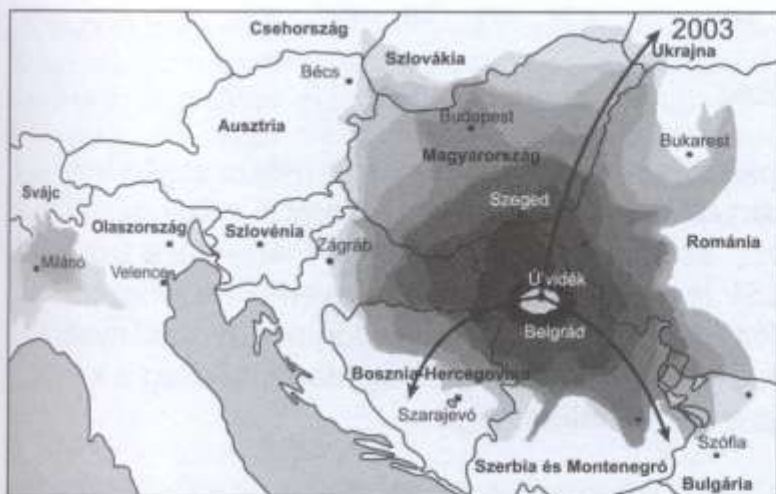 Csehország
2003
Szlovákia
Ukrajna
Bécs
Ausztria
Budapest
Bukarest
Magyarország
Svájc
Szeged
Olaszország
Szlovénia
Zágráb
Románia
Milánó
Velence
Újvidék
Belgrád
Bosznia-Hercegovina
Szarajevó
Szófia
Szerbia és Montenegró
Bulgária